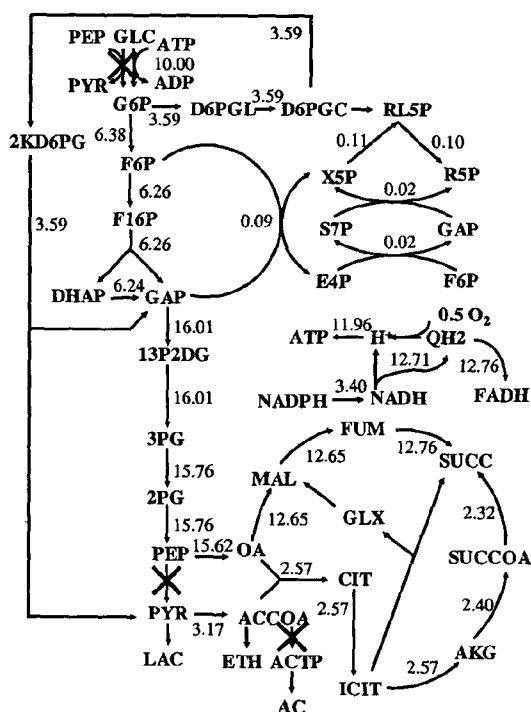 3.59
PEP GLC
ATP
10.00
PYR
ADP
G6P
3.59
D6PGL
3.59
D6PGC
RL5P
2KD6PG
6.38
0.11
0.10
F6P
X5P
R5P
6.26
3.59
F16P
0.09
0.02
S7P
GAP
6.26
0.02
DHAP
6.24
GAP
E4P
F6P
16.01
0.5 O₂
ATP
11.96
H
QH2
13P2DG
12.71
12.76
16.01
NADPH
3.40
NADH
FADH
FUM
3PG
12.65
12.76
SUCC
15.76
MAL
2PG
12.65
GLX
2.32
15.76
PEP
15.62
OA
SUCCOA
2.57
CIT
PYR
3.17
ACCOA
2.57
2.40
LAC
ETH
ACTP
AKG
ICIT
2.57
AC